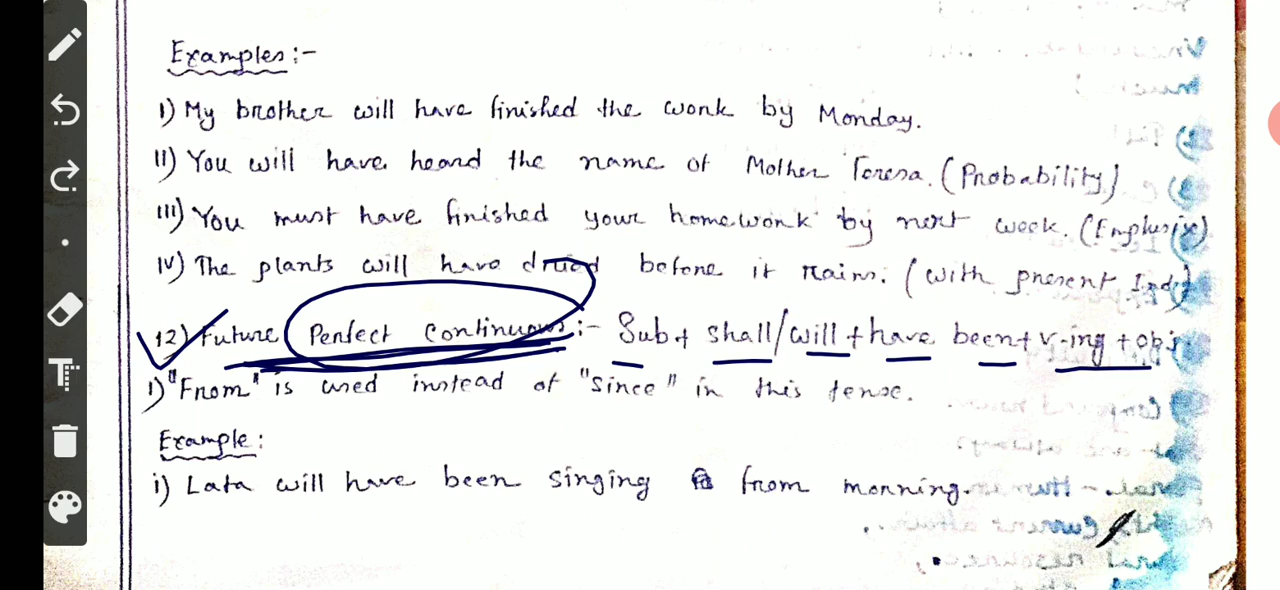 Examples:-
i) My brother will have finished the work by Monday.
ii) You will have heard the name of Mother Teresa. (Probability)
iii) You must have finished your homework by next week. (Emphasix)
iv) The plants will have dried before it rains. (with present Ind)
12) Future Perfect Continuous:- Sub+ shall/will + have been+ v-ing + obj
i) "From" is used instead of "Since" in this tense.
Example:
i) Lata will have been singing from morning.